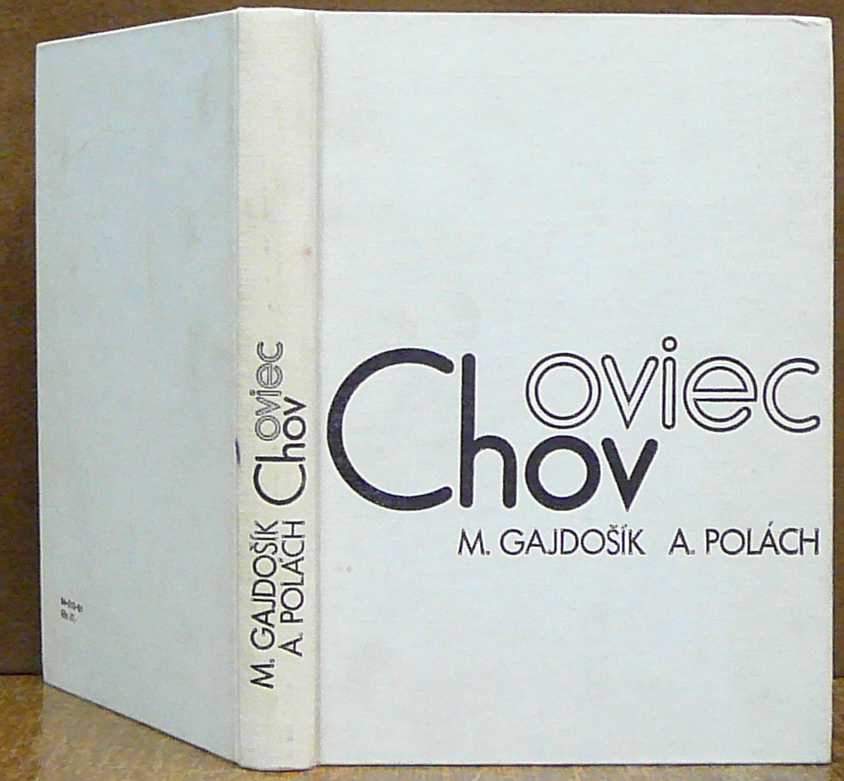 oviec
Chov
M. GAJDOŠÍK A. POLÁCH
oviec
Chov
M. GAJDOŠÍK
A. POLÁCH